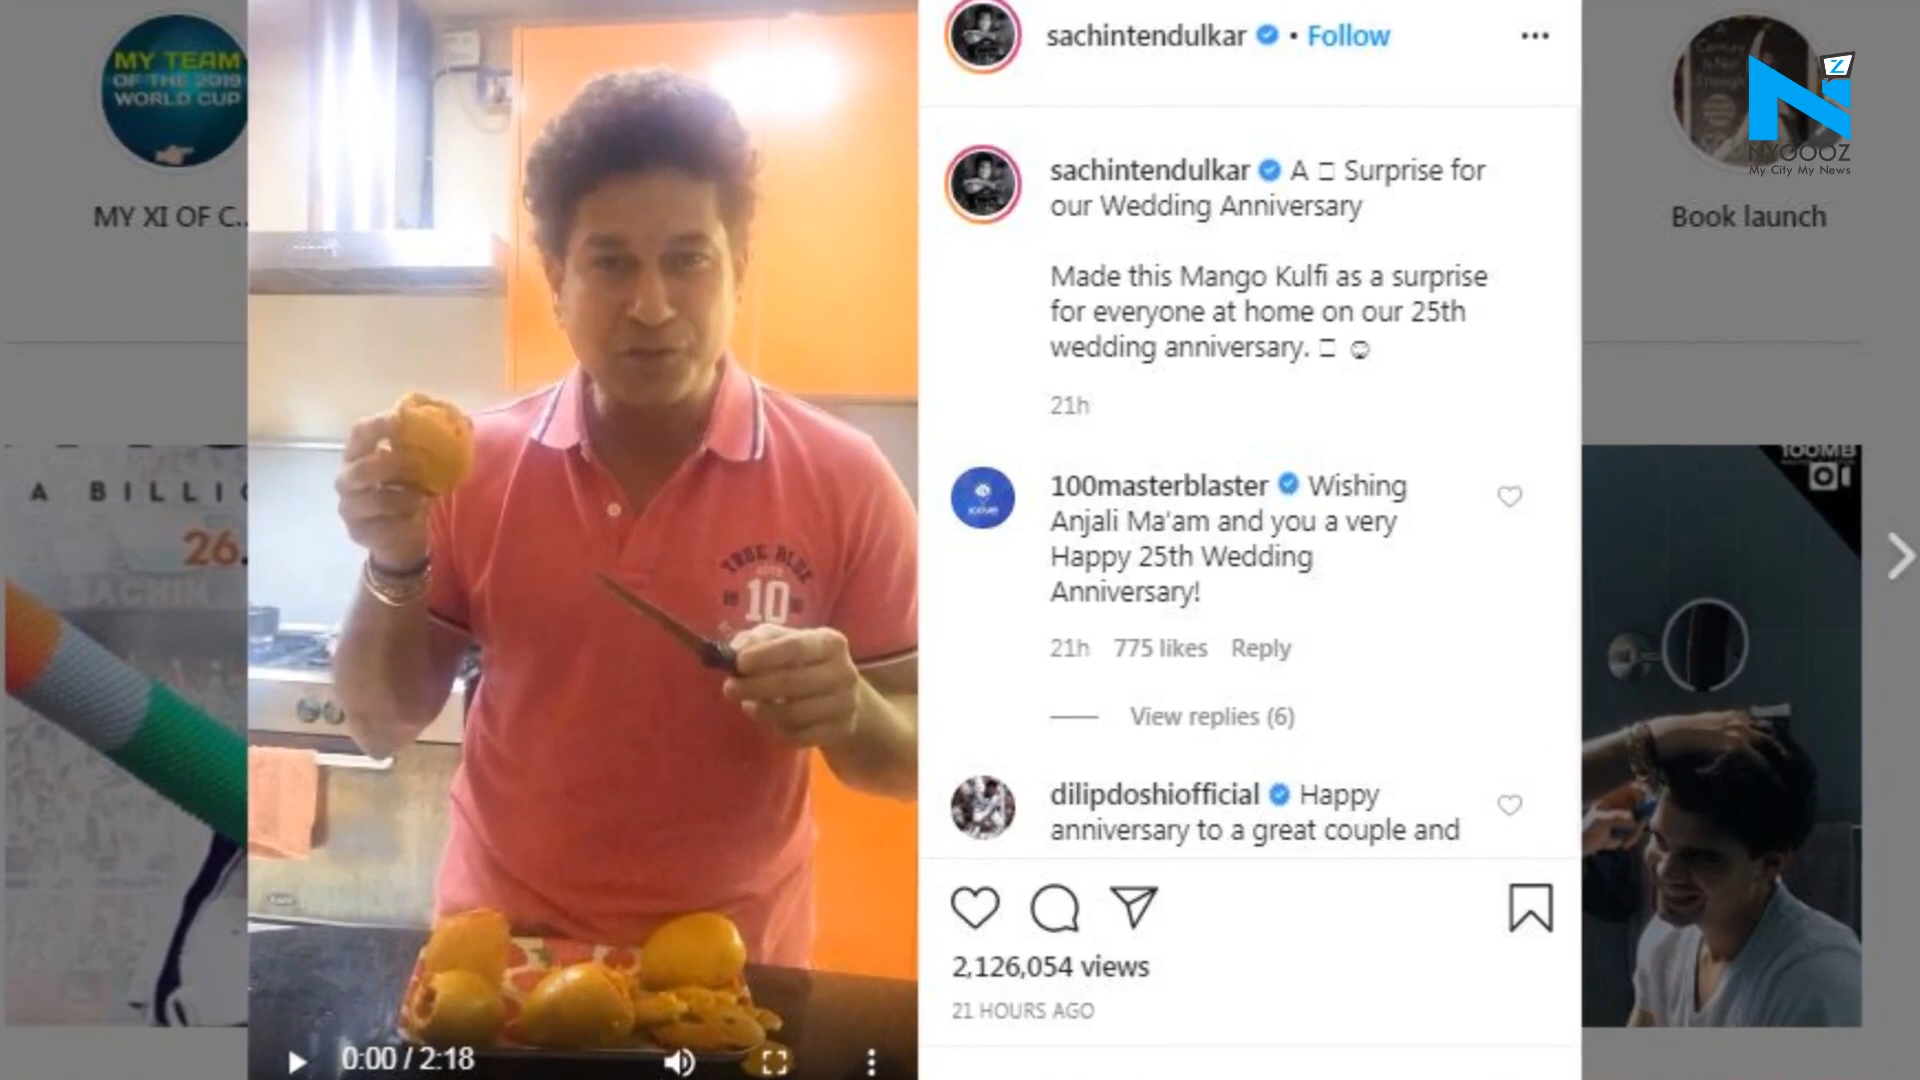 MY TEAM
OF THE 2019
WORLD CUP
MY XI OF C...
A BILLI
26.
SACHIN
TRUE BLUE
10
0:00 / 2:18
sachintendulkar • Follow
sachintendulkar A Surprise for
our Wedding Anniversary
Made this Mango Kulfi as a surprise
for everyone at home on our 25th
wedding anniversary.
21h
100masterblaster Wishing
Anjali Ma'am and you a very
Happy 25th Wedding
Anniversary!
21h 775 likes Reply
View replies (6)
dilipdoshiofficial Happy
anniversary to a great couple and
2,126,054 views
21 HOURS AGO
Z
N
NYOOOZ
My City My News
Book launch
100MB